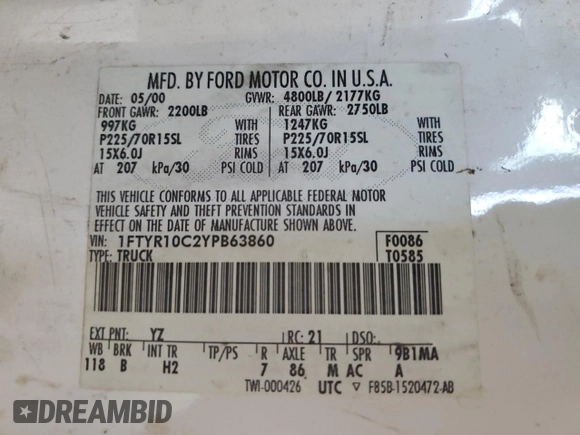 MFD. BY FORD MOTOR CO. IN U.S.A.
DATE: 05/00 GVWR: 4800LB / 2177KG
FRONT GAWR: 2200LB REAR GAWR: 2750LB
997KG WITH 1247KG WITH
P225/70R15SL TIRES P225/70R15SL TIRES
15X6.0J RIMS 15X6.0J RIMS
AT 207 kPa/30 PSI COLD AT 207 kPa/30 PSI COLD
THIS VEHICLE CONFORMS TO ALL APPLICABLE FEDERAL MOTOR
VEHICLE SAFETY AND THEFT PREVENTION STANDARDS IN
EFFECT ON THE DATE OF MANUFACTURE SHOWN ABOVE.
VIN: 1FTYR10C2YPB63860 F0086
TYPE: TRUCK T0585
EXT PNT: YZ RC: 21 DSO:
WB BRK INT TR TP/PS R AXLE TR SPR 9B1MA
118 B H2 7 86 M AC A
TWI-000426 UTC ▽ F85B-1520472-AB
DREAMBID